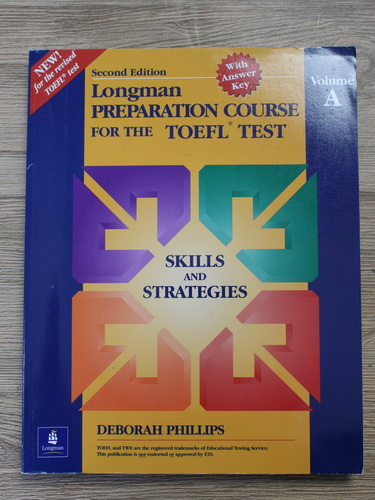 NEW!
for the revised
TOEFL® test
Second Edition
With
Answer
Key
Volume
A
Longman
PREPARATION COURSE
FOR THE TOEFL® TEST
SKILLS
AND
STRATEGIES
DEBORAH PHILLIPS
TOEFL and TWE are the registered trademarks of Educational Testing Service.
This publication is not endorsed or approved by ETS.
Longman